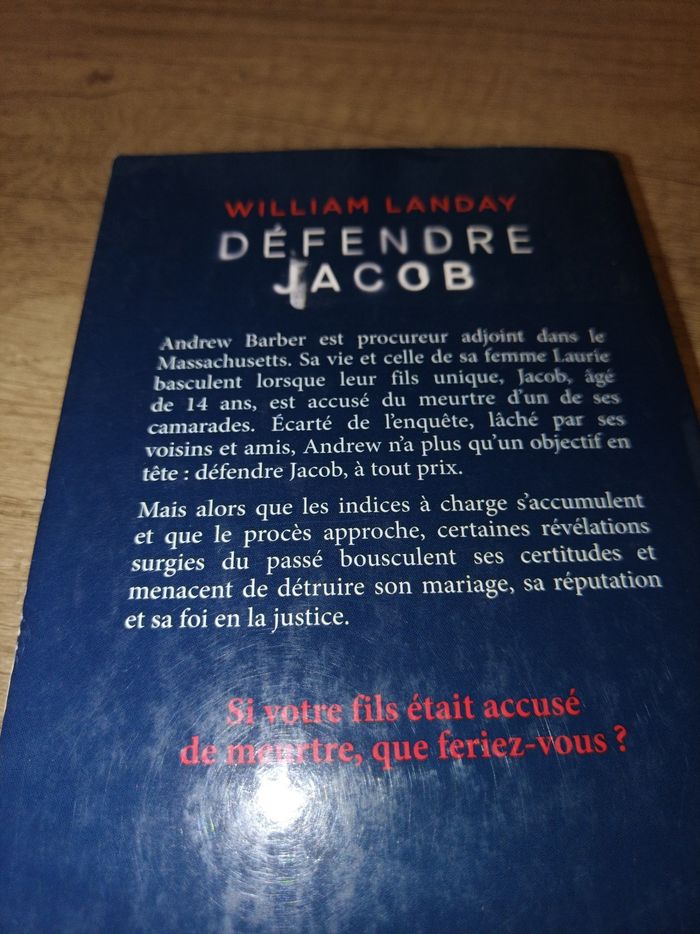 WILLIAM LANDAY
DÉFENDRE
JACOB
Andrew Barber est procureur adjoint dans le
Massachusetts. Sa vie et celle de sa femme Laurie
basculent lorsque leur fils unique, Jacob, âgé
de 14 ans, est accusé du meurtre d'un de ses
camarades. Écarté de l'enquête, lâché par ses
voisins et amis, Andrew n'a plus qu'un objectif en
tête : défendre Jacob, à tout prix.
Mais alors que les indices à charge s'accumulent
et que le procès approche, certaines révélations
surgies du passé bousculent ses certitudes et
menacent de détruire son mariage, sa réputation
et sa foi en la justice.
Si votre fils était accusé
de meurtre, que feriez-vous ?